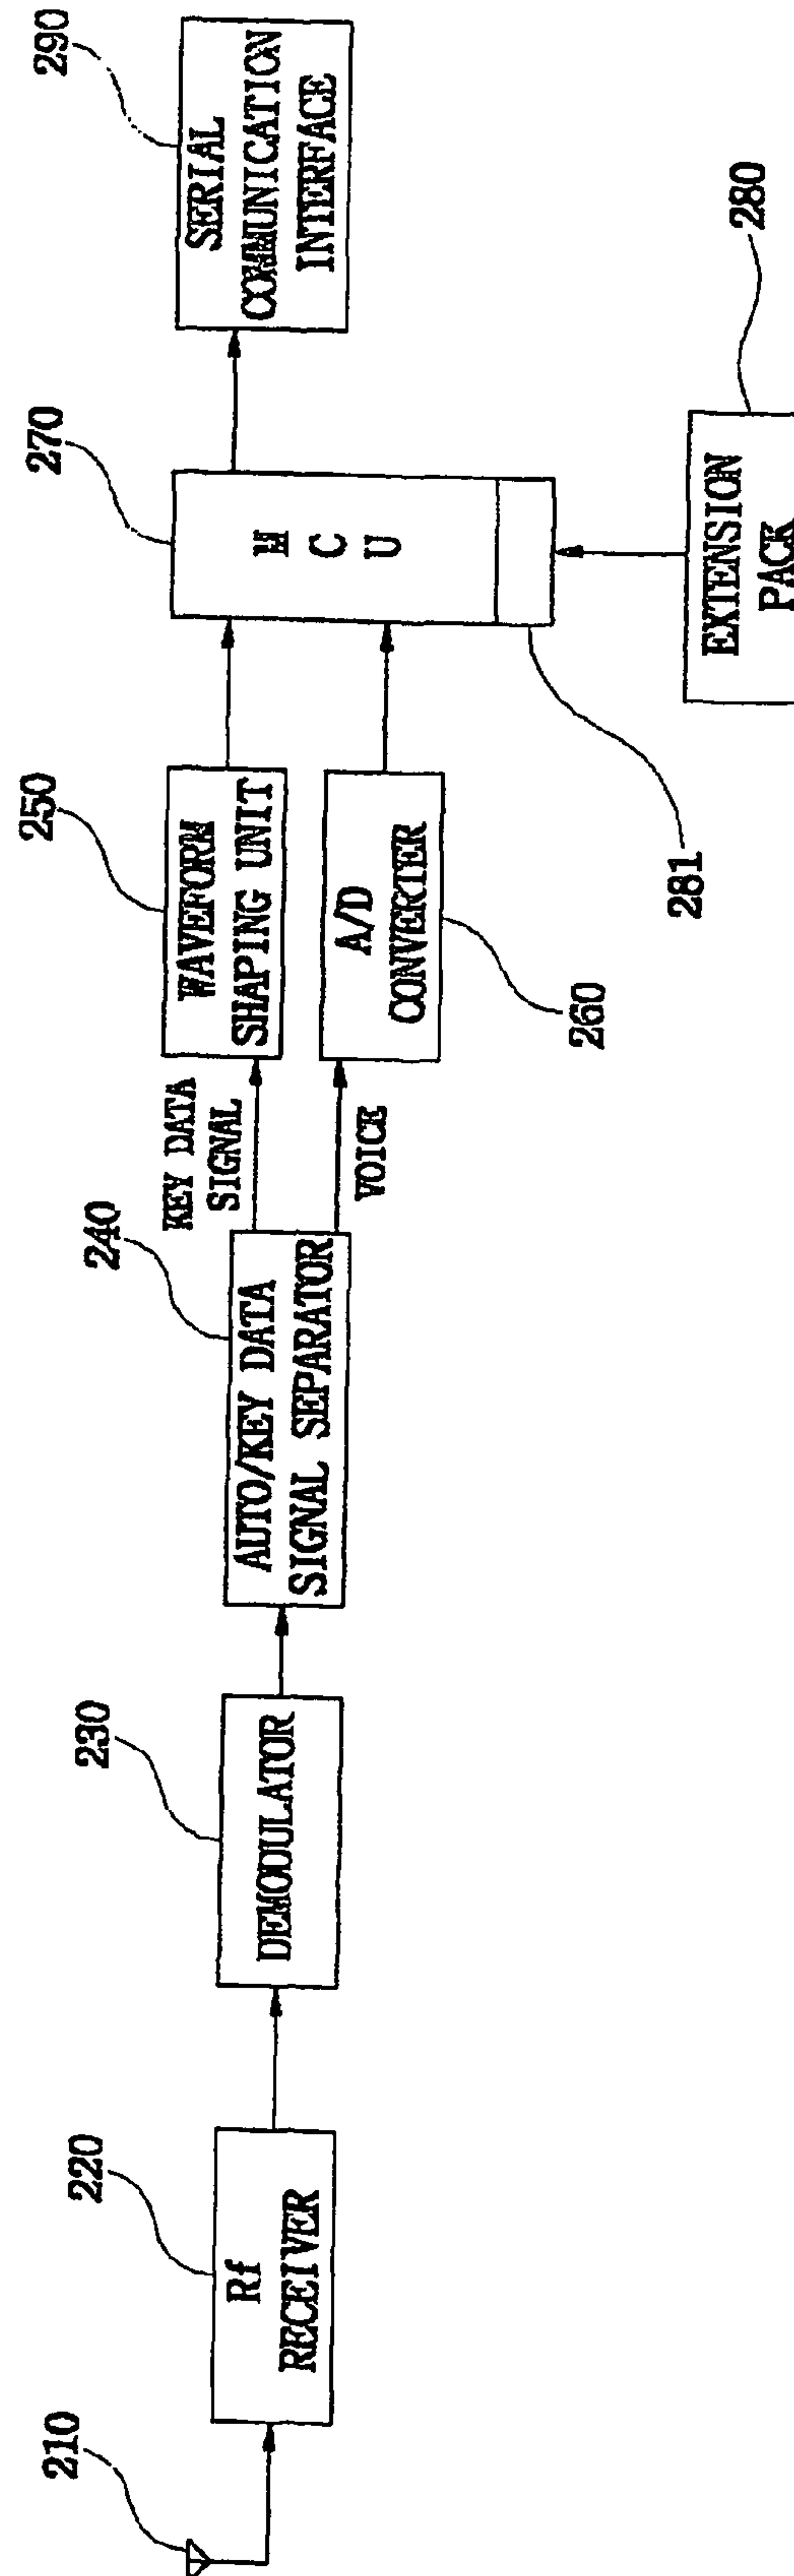 210
220
Rf
RECEIVER
230
DEMODULATOR
240
AUTO/KEY DATA
SIGNAL SEPARATOR
KEY DATA
SIGNAL
VOICE
250
WAVEFORM
SHAPING UNIT
A/D
CONVERTER
260
270
M
C
U
281
280
EXTENSION
PACK
290
SERIAL
COMMUNICATION
INTERFACE